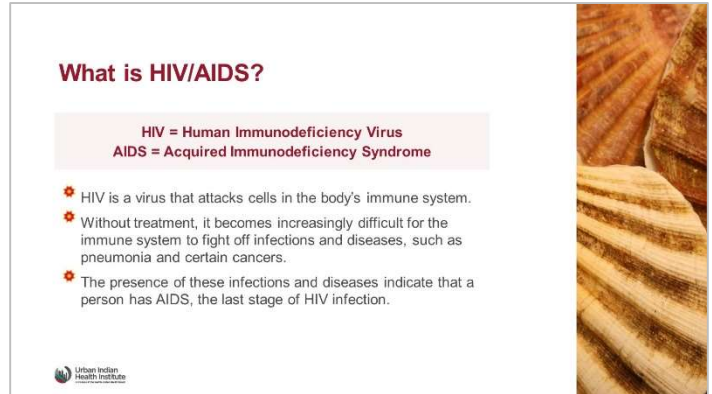 What is HIV/AIDS?
HIV = Human Immunodeficiency Virus
AIDS = Acquired Immunodeficiency Syndrome
HIV is a virus that attacks cells in the body's immune system.
Without treatment, it becomes increasingly difficult for the
immune system to fight off infections and diseases, such as
pneumonia and certain cancers.
The presence of these infections and diseases indicate that a
person has AIDS, the last stage of HIV infection.
Urban Indian
Health Institute